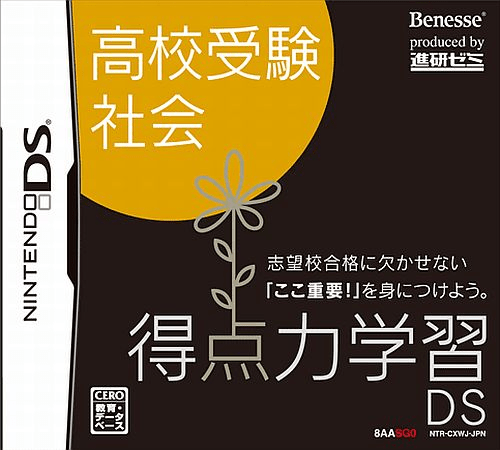 NINTENDO DS®
高校受験
社会
Benesse®
produced by
進研ゼミ
志望校合格に欠かせない
「ここ重要!」を身につけよう。
得点力学習
DS
CERO
教育・
データ
ベース
8AASG0
NTR-CXWJ-JPN